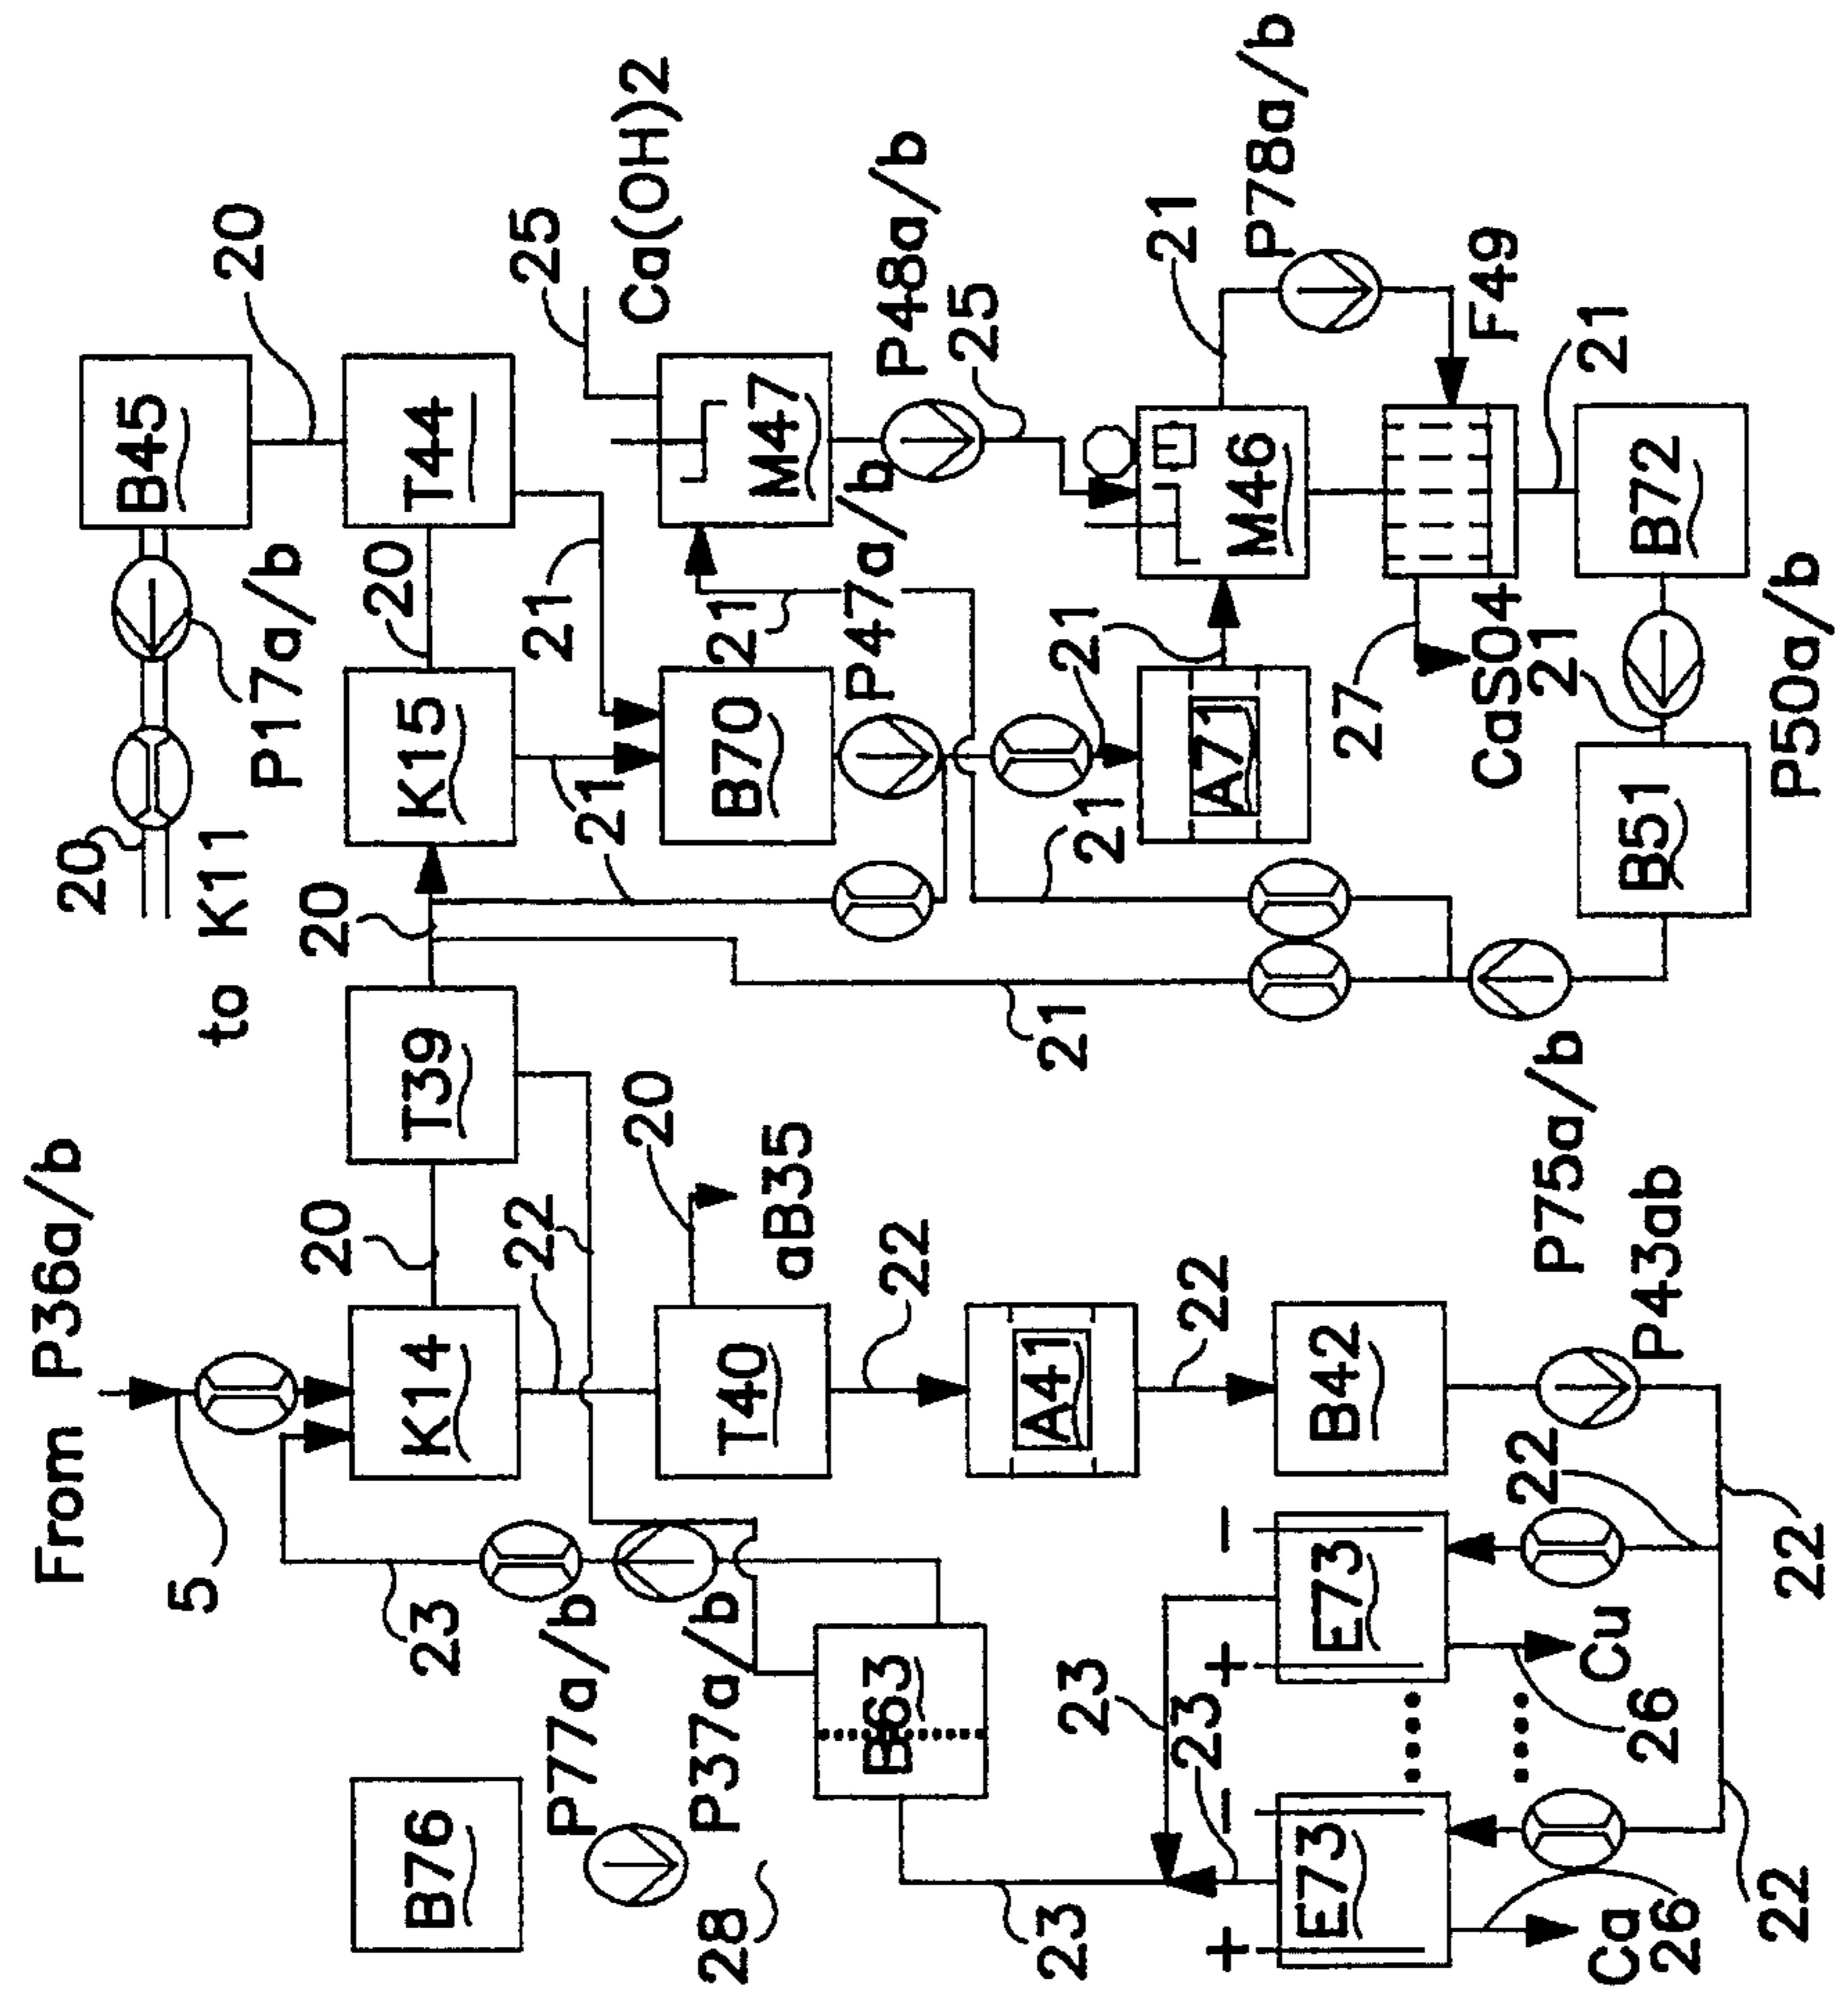 From P36a/b
20
B45
5
to K11
20
P17a/b
20
20
20
B76
23
K14
T39
K15
T44
22
21
25
P77a/b
21
20
Ca(OH)2
28
P37a/b
T40
B70
21
M47
aB35
P47a/b
P48a/b
B63
22
25
23
23
A41
21
21
21
23
22
21
+
-
+
-
A71
M46
P78a/b
E73
E73
B42
27
CaSO4
F49
22
21
P75a/b
21
Ca
Cu
26
26
P43ab
B51
B72
22
22
P50a/b